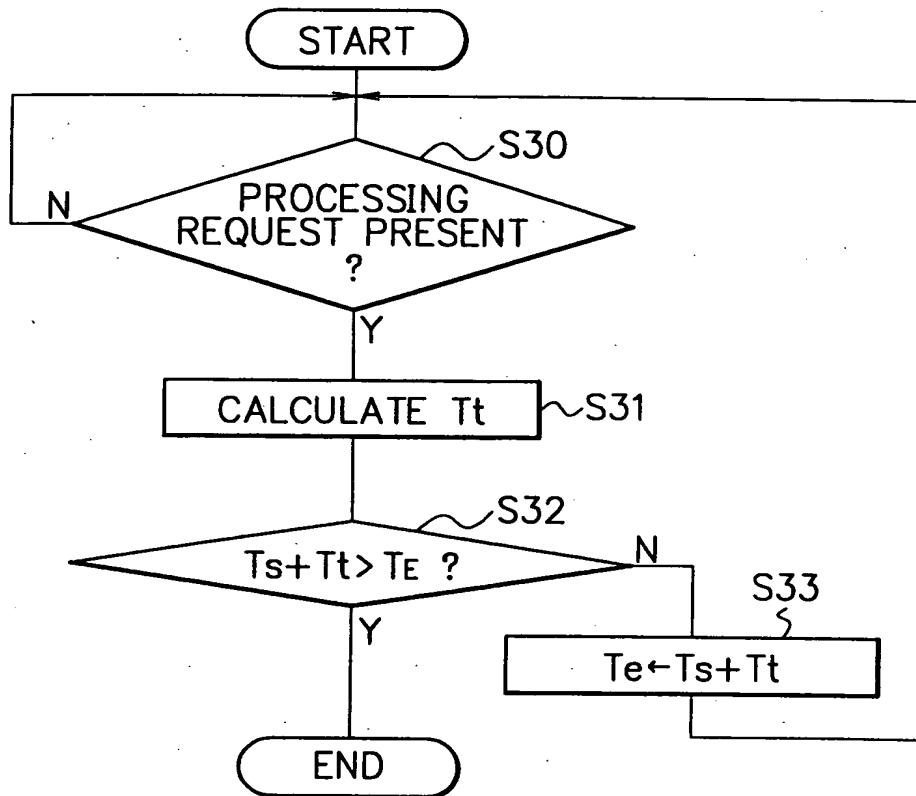 START
S30
N
PROCESSING
REQUEST PRESENT
?
Y
CALCULATE Tt
S31
S32
Ts+Tt>TE ?
N
Y
S33
Te←Ts+Tt
END